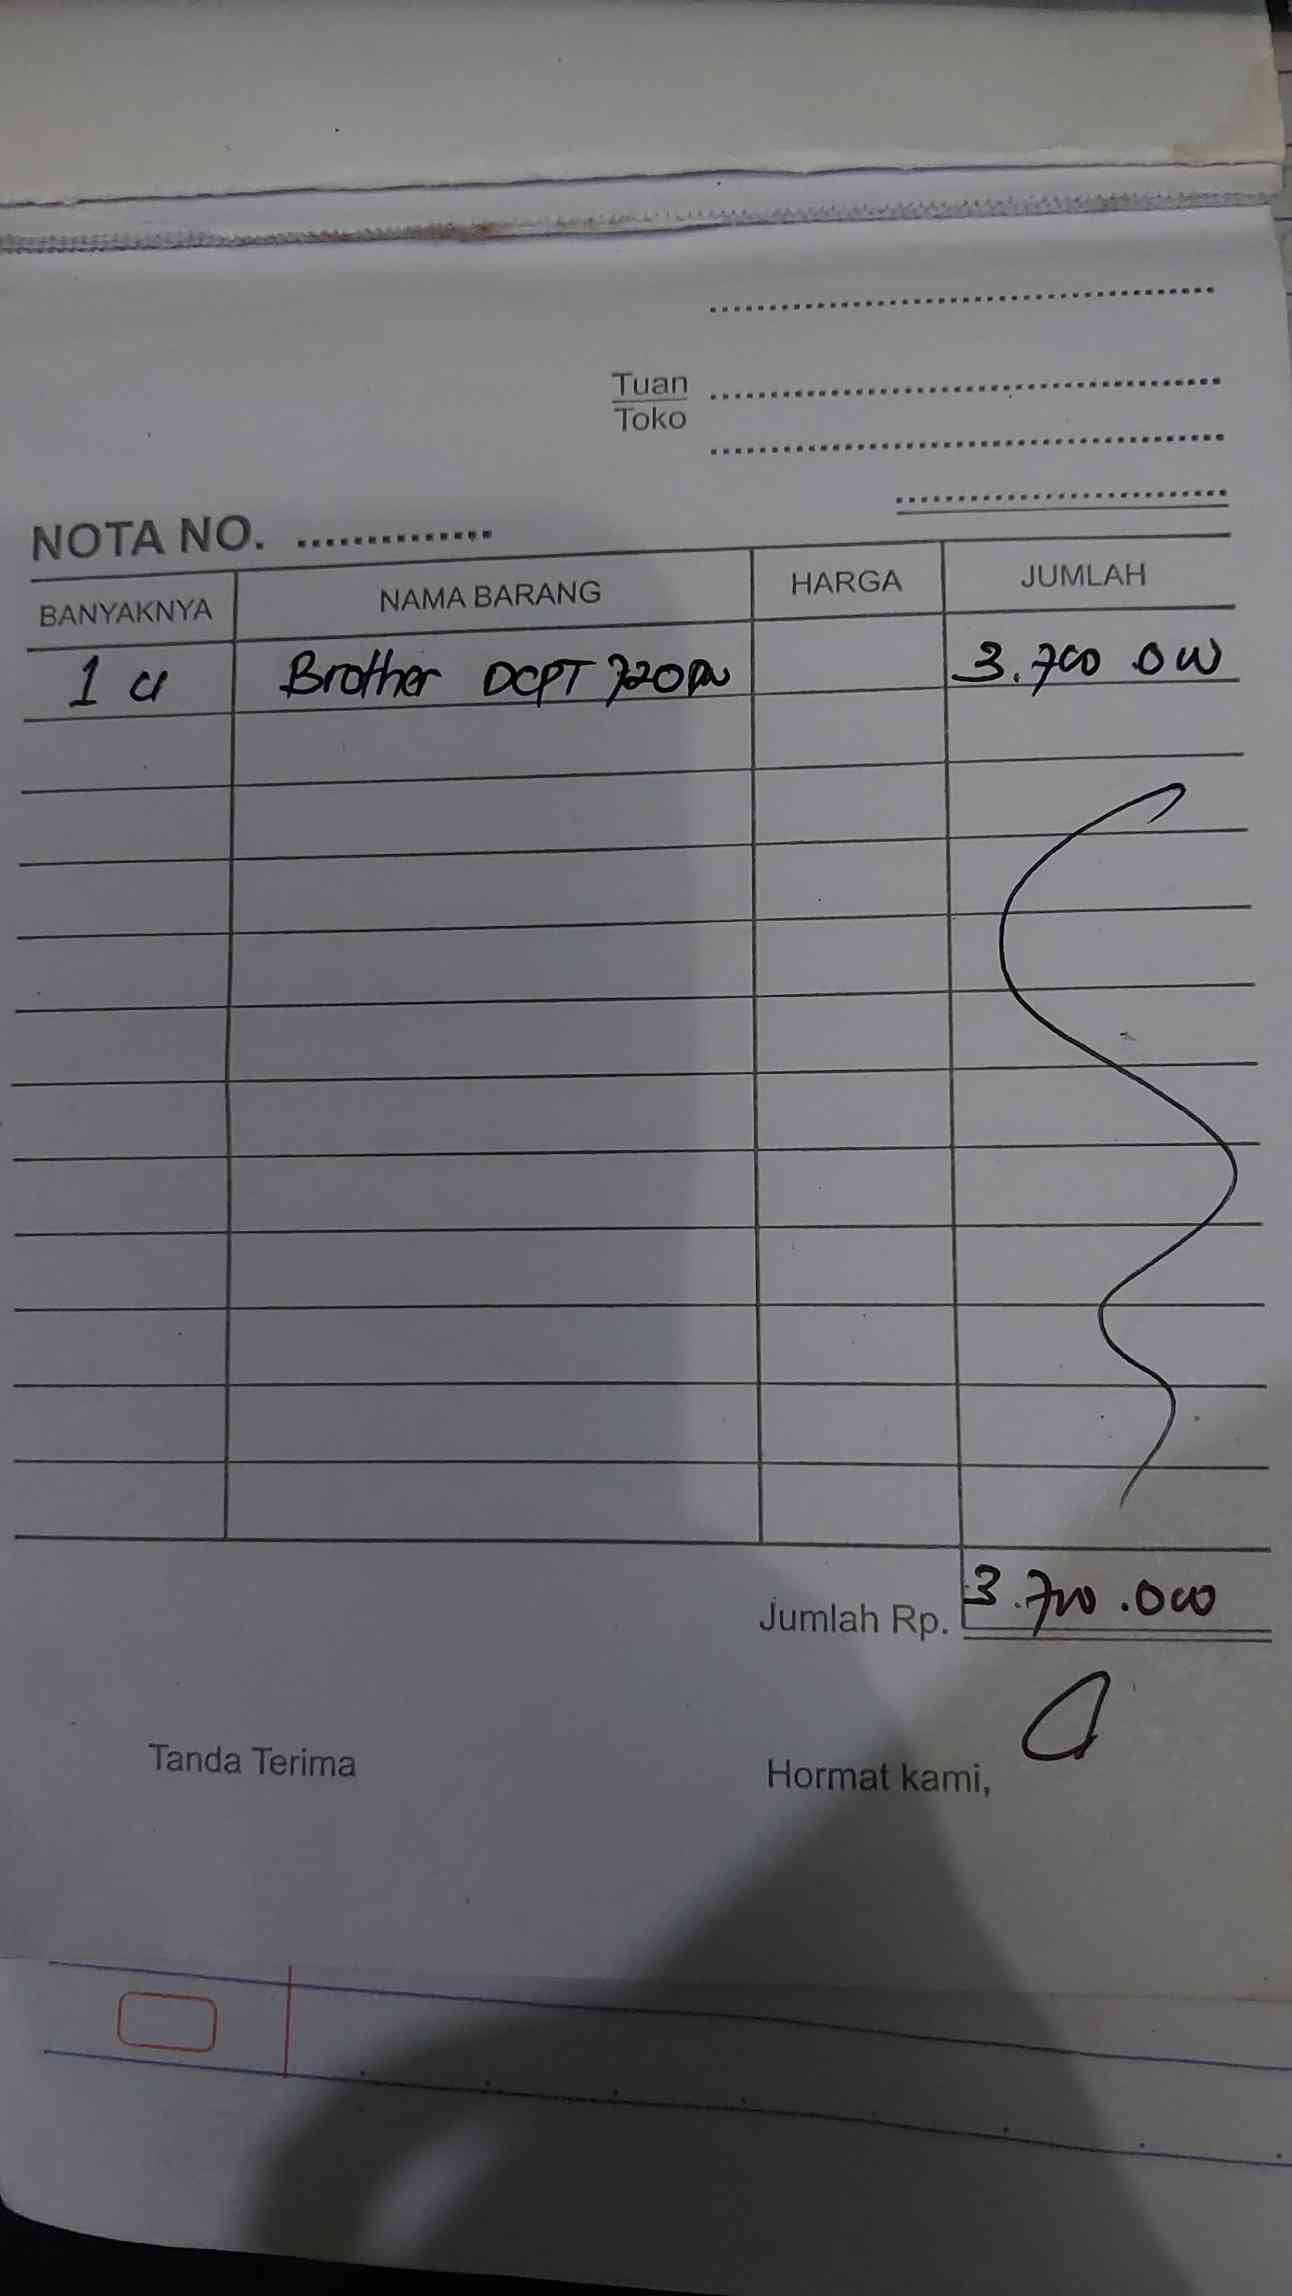 Tuan
Toko
NOTA NO. ...............
BANYAKNYA NAMA BARANG HARGA JUMLAH
1 Brother DCPT 720DW 3.700.000
Jumlah Rp. 3.700.000
Tanda Terima Hormat kami,